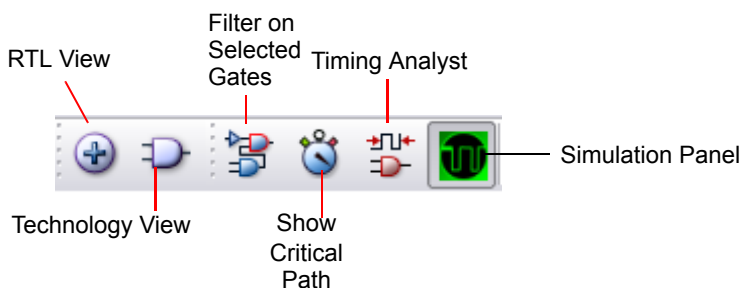 Filter on
Selected
Gates
RTL View
Timing Analyst
Simulation Panel
Technology View
Show
Critical
Path